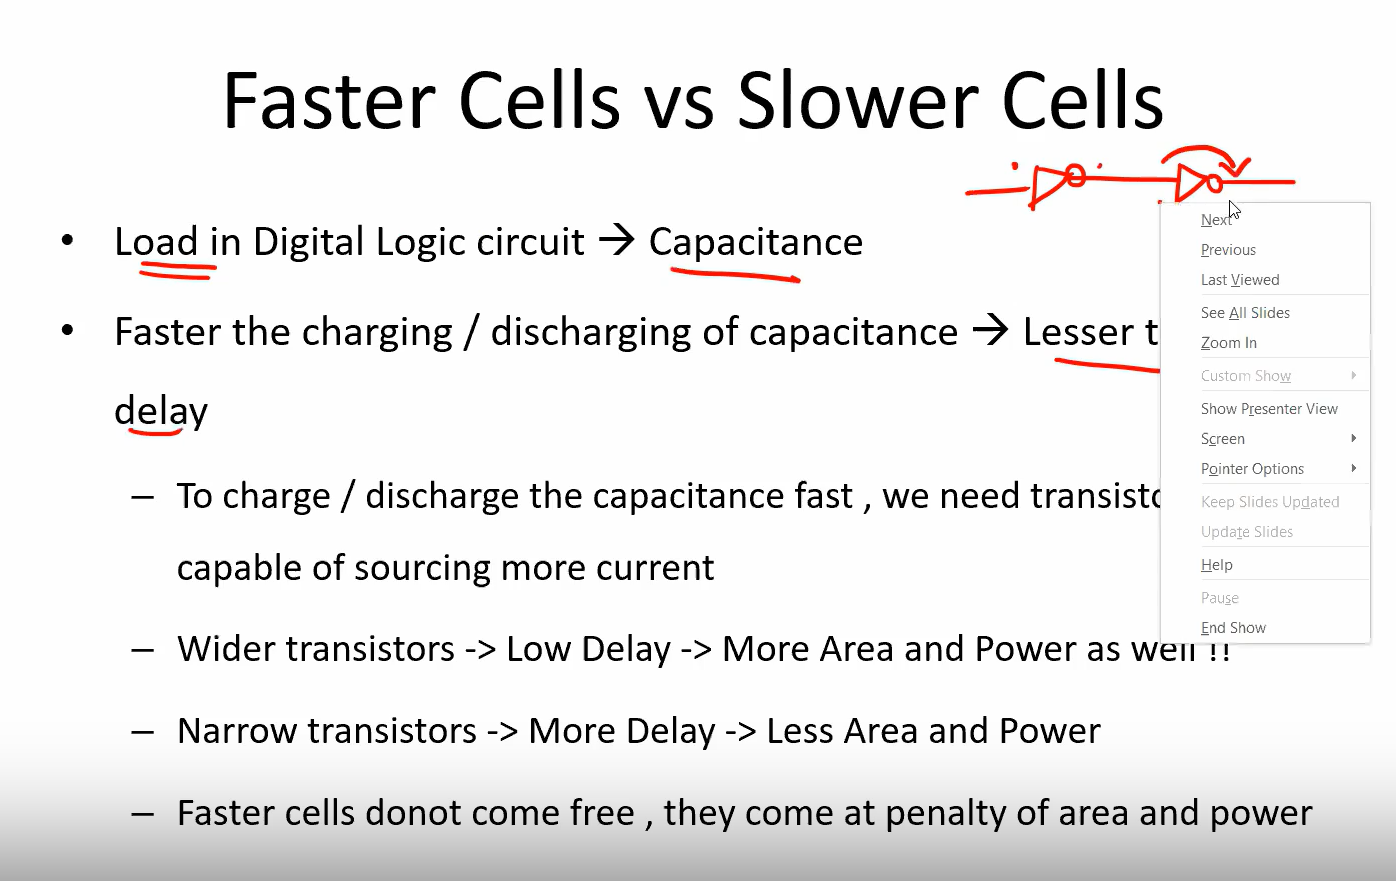 Faster Cells vs Slower Cells
• Load in Digital Logic circuit → Capacitance
• Faster the charging / discharging of capacitance → Lesser
delay
– To charge / discharge the capacitance fast , we need
capable of sourcing more current
– Wider transistors -> Low Delay -> More Area and Power as well !!
– Narrow transistors -> More Delay -> Less Area and Power
– Faster cells donot come free , they come at penalty of area and power
Next
Previous
Last Viewed
See All Slides
Zoom In
Custom Show
Show Presenter View
Screen
Pointer Options
Keep Slides Updated
Update Slides
Help
Pause
End Show